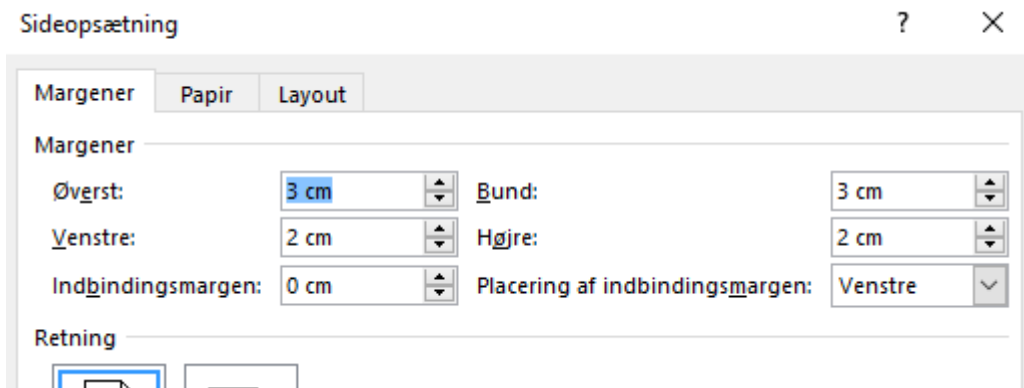 Sideopsætning ?
Margener Papir Layout
Margener
Øverst: 3 cm Bund: 3 cm
Venstre: 2 cm Højre: 2 cm
Indbindingsmargen: 0 cm Placering af indbindingsmargen: Venstre
Retning